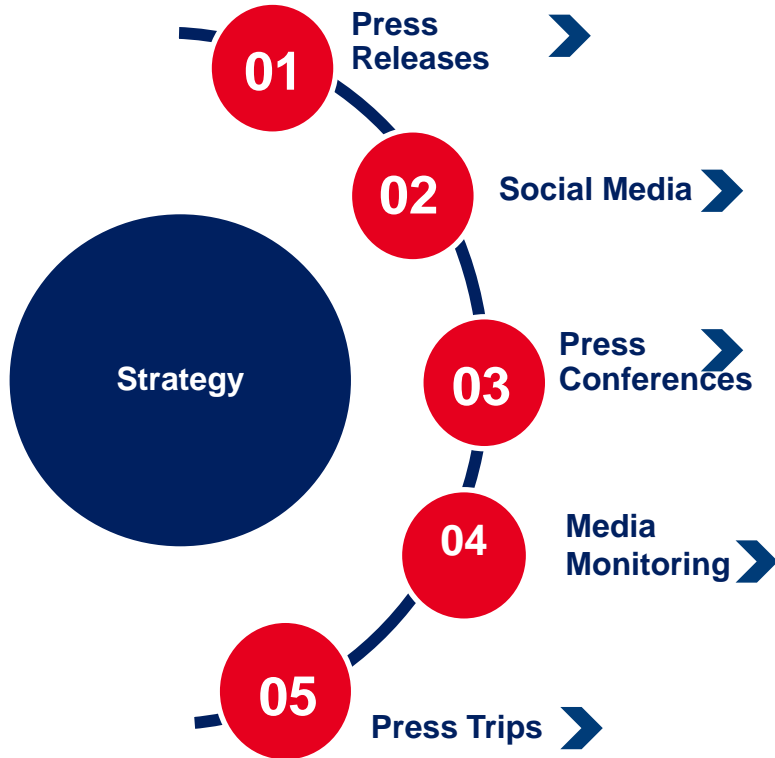 01
Press
Releases
02
Social Media
Strategy
03
Press
Conferences
04
Media
Monitoring
05
Press Trips